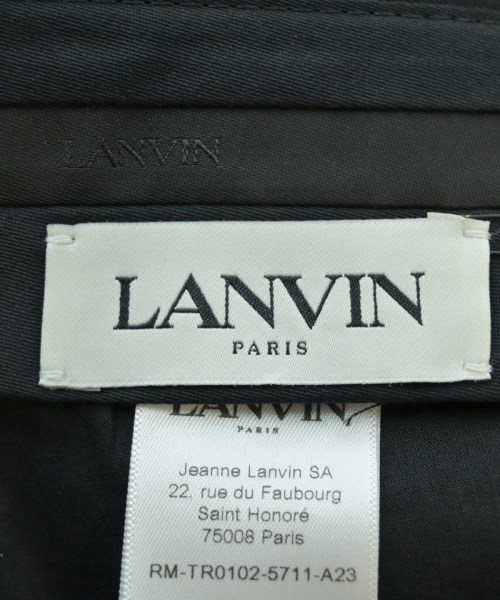 LANVIN
LANVIN
PARIS
LANVIN
PARIS
Jeanne Lanvin SA
22, rue du Faubourg
Saint Honoré
75008 Paris
RM-TR0102-5711-A23